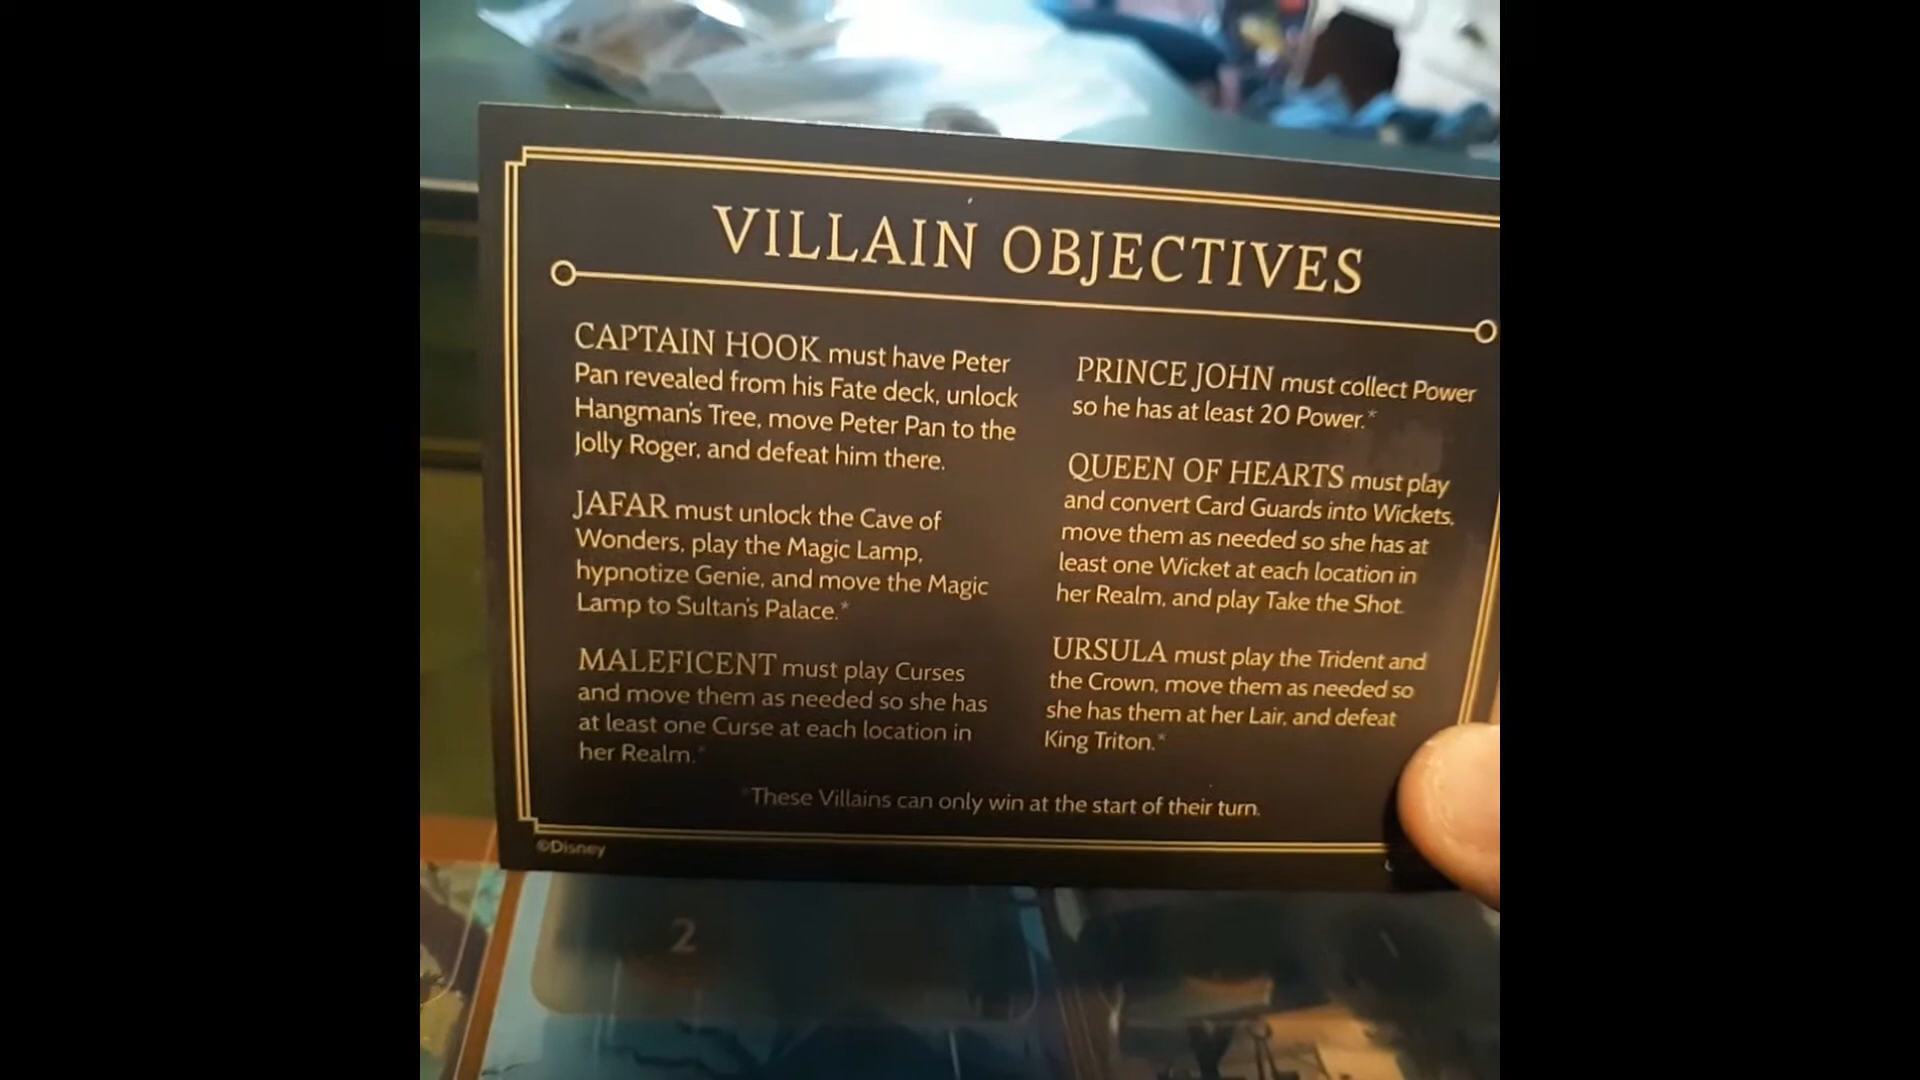 VILLAIN OBJECTIVES
CAPTAIN HOOK must have Peter
Pan revealed from his Fate deck, unlock
Hangman's Tree, move Peter Pan to the
Jolly Roger, and defeat him there.
JAFAR must unlock the Cave of
Wonders, play the Magic Lamp,
hypnotize Genie, and move the Magic
Lamp to Sultan's Palace.*
MALEFICENT must play Curses
and move them as needed so she has
at least one Curse at each location in
her Realm.*
PRINCE JOHN must collect Power
so he has at least 20 Power.*
QUEEN OF HEARTS must play
and convert Card Guards into Wickets,
move them as needed so she has at
least one Wicket at each location in
her Realm, and play Take the Shot.
URSULA must play the Trident and
the Crown, move them as needed so
she has them at her Lair, and defeat
King Triton.*
*These Villains can only win at the start of their turn.
©Disney
2